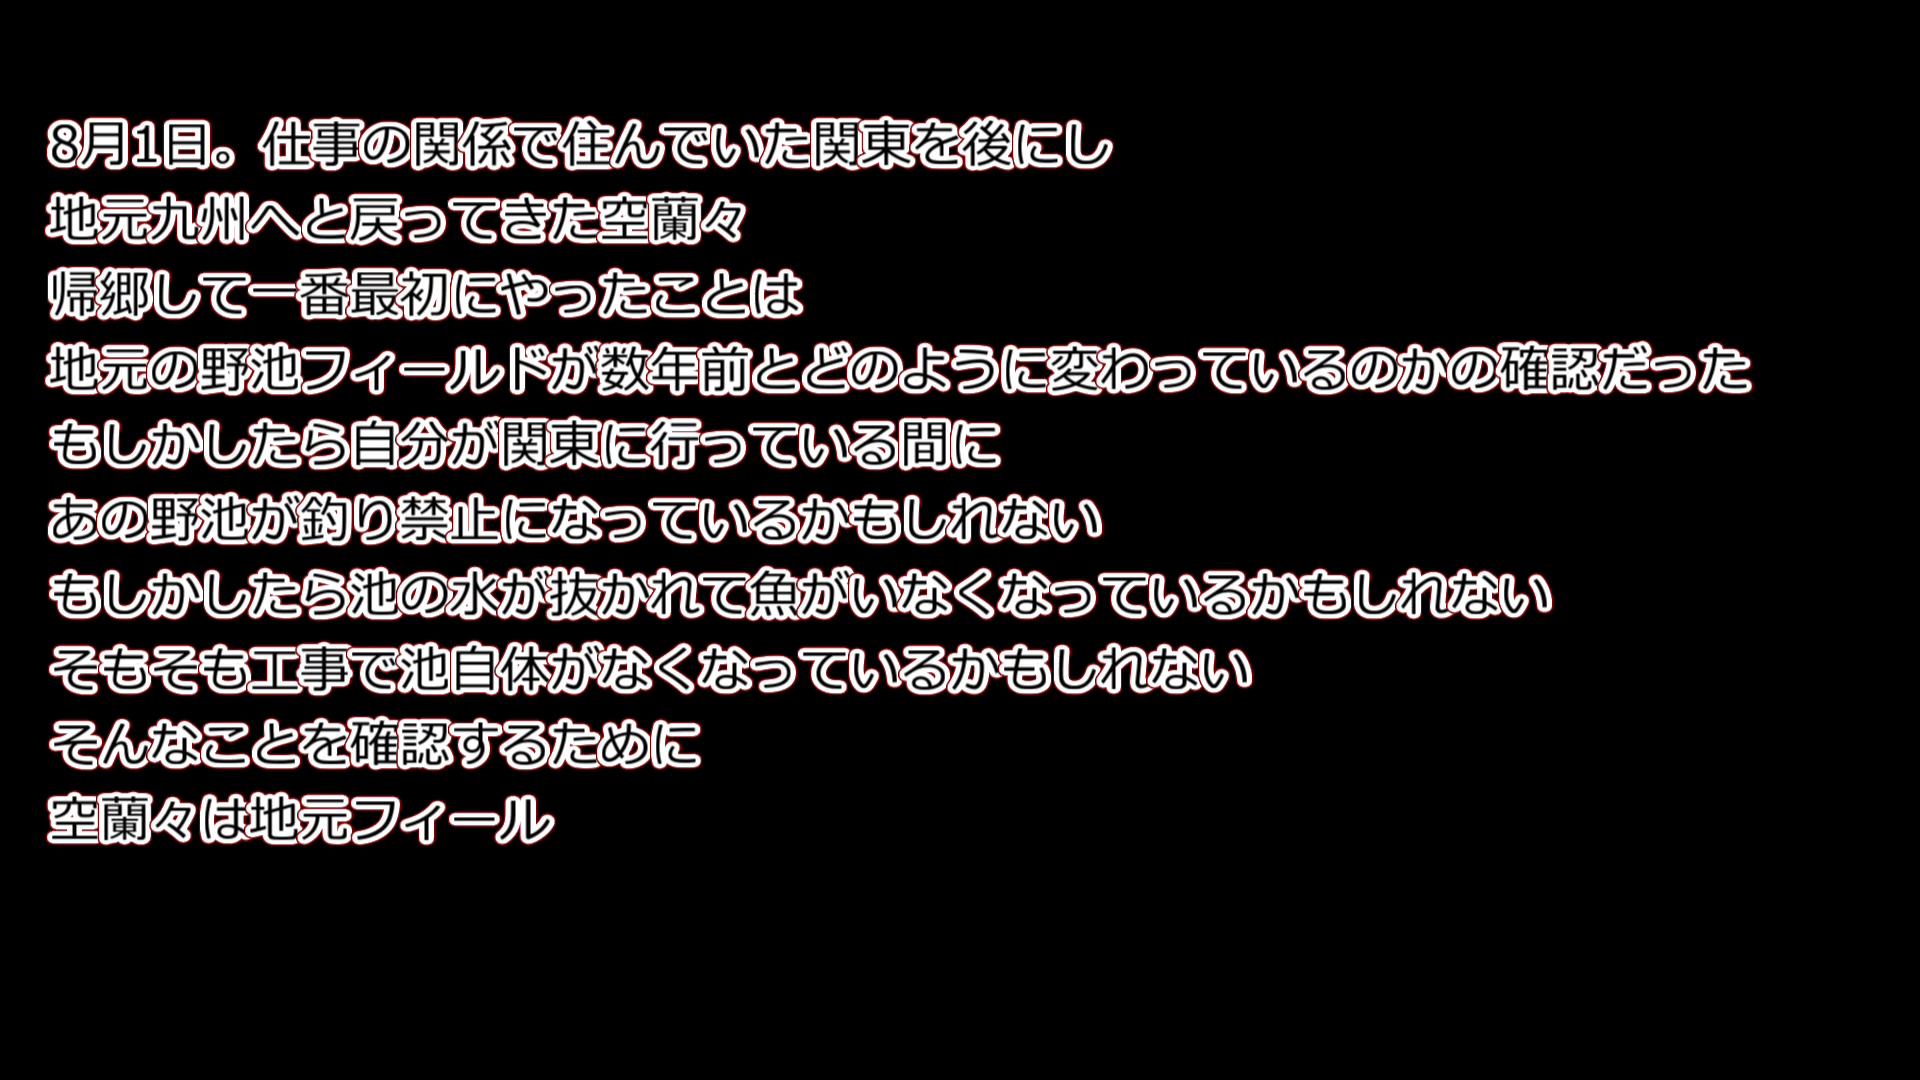 8月1日。仕事の関係で住んでいた関東を後にし
地元九州へと戻ってきた空蘭々
帰郷して一番最初にやったことは
地元の野池フィールドが数年前とどのように変わっているのかの確認だった
もしかしたら自分が関東に行っている間に
あの野池が釣り禁止になっているかもしれない
もしかしたら池の水が抜かれて魚がいなくなっているかもしれない
そもそも工事で池自体がなくなっているかもしれない
そんなことを確認するために
空蘭々は地元フィール